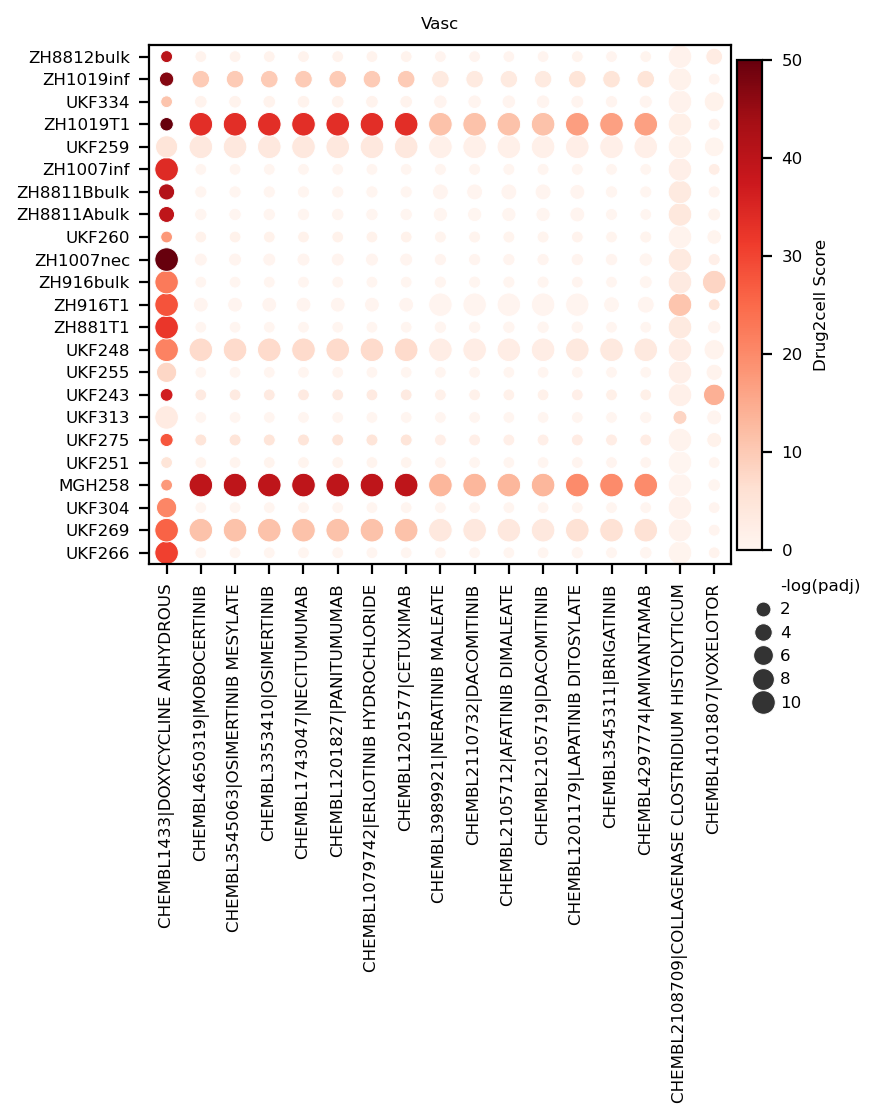 Vasc
ZH8812bulk
ZH1019inf
UKF334
ZH1019T1
UKF259
ZH1007inf
ZH8811Bbulk
ZH8811Abulk
UKF260
ZH1007nec
ZH916bulk
ZH916T1
ZH881T1
UKF248
UKF255
UKF243
UKF313
UKF275
UKF251
MGH258
UKF304
UKF269
UKF266
50
40
30
20
10
0
Drug2cell Score
-log(padj)
2
4
6
8
10
CHEMBL1433|DOXYCYCLINE ANHYDROUS
CHEMBL4650319|MOBOCERTINIB
CHEMBL3545063|OSIMERTINIB MESYLATE
CHEMBL3353410|OSIMERTINIB
CHEMBL1743047|NECITUMUMAB
CHEMBL1201827|PANITUMUMAB
CHEMBL1079742|ERLOTINIB HYDROCHLORIDE
CHEMBL1201577|CETUXIMAB
CHEMBL3989921|NERATINIB MALEATE
CHEMBL2110732|DACOMITINIB
CHEMBL2105712|AFATINIB DIMALEATE
CHEMBL2105719|DACOMITINIB
CHEMBL1201179|LAPATINIB DITOSYLATE
CHEMBL3545311|BRIGATINIB
CHEMBL4297774|AMIVANTAMAB
CHEMBL2108709|COLLAGENASE CLOSTRIDIUM HISTOLYTICUM
CHEMBL4101807|VOXELOTOR